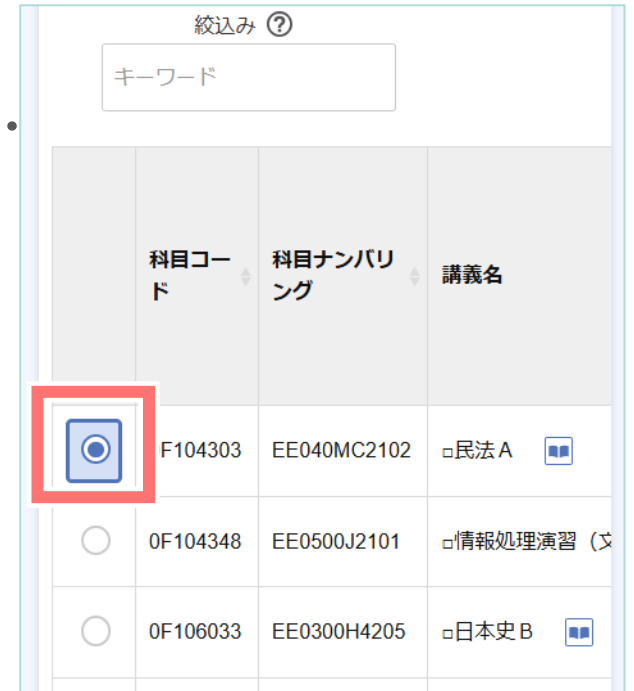 絞込み ?
キーワード
科目コー
ド
科目ナンバリ
ング
講義名
F104303 EE040MC2102 □民法A
0F104348 EE0500J2101 □情報処理演習（文
0F106033 EE0300H4205 □日本史B